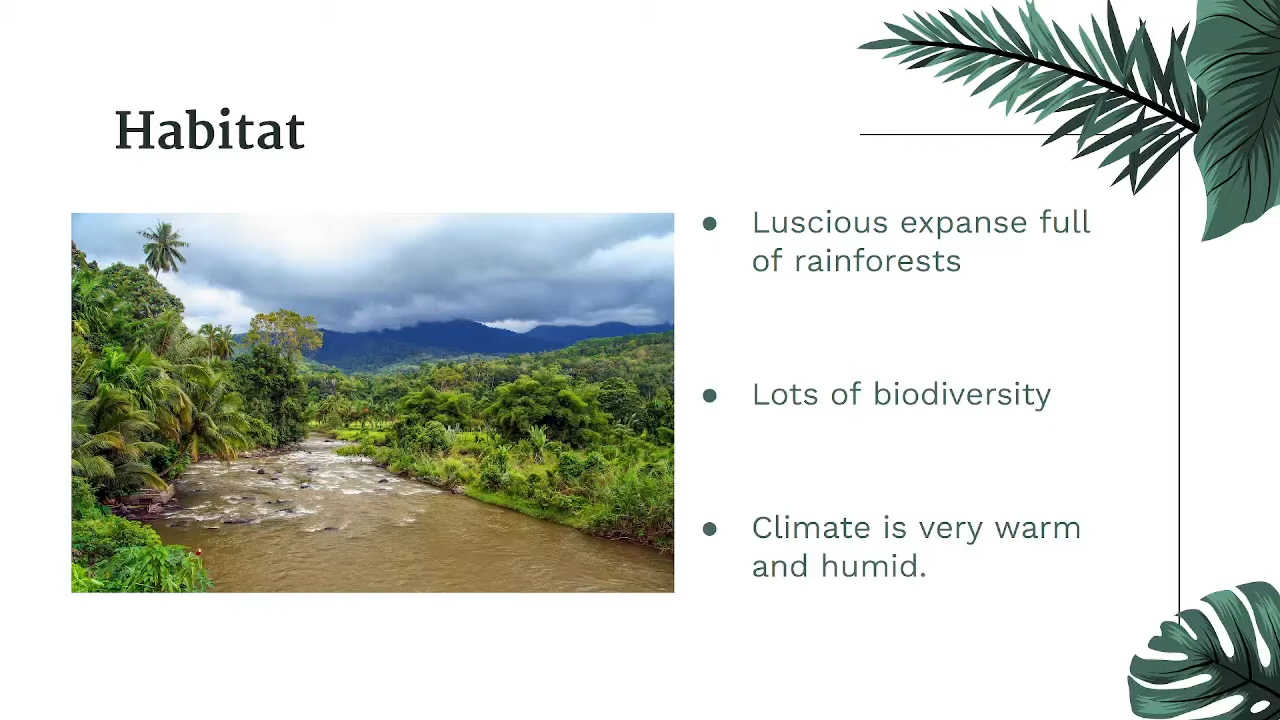 Habitat
● Luscious expanse full
of rainforests
● Lots of biodiversity
● Climate is very warm
and humid.